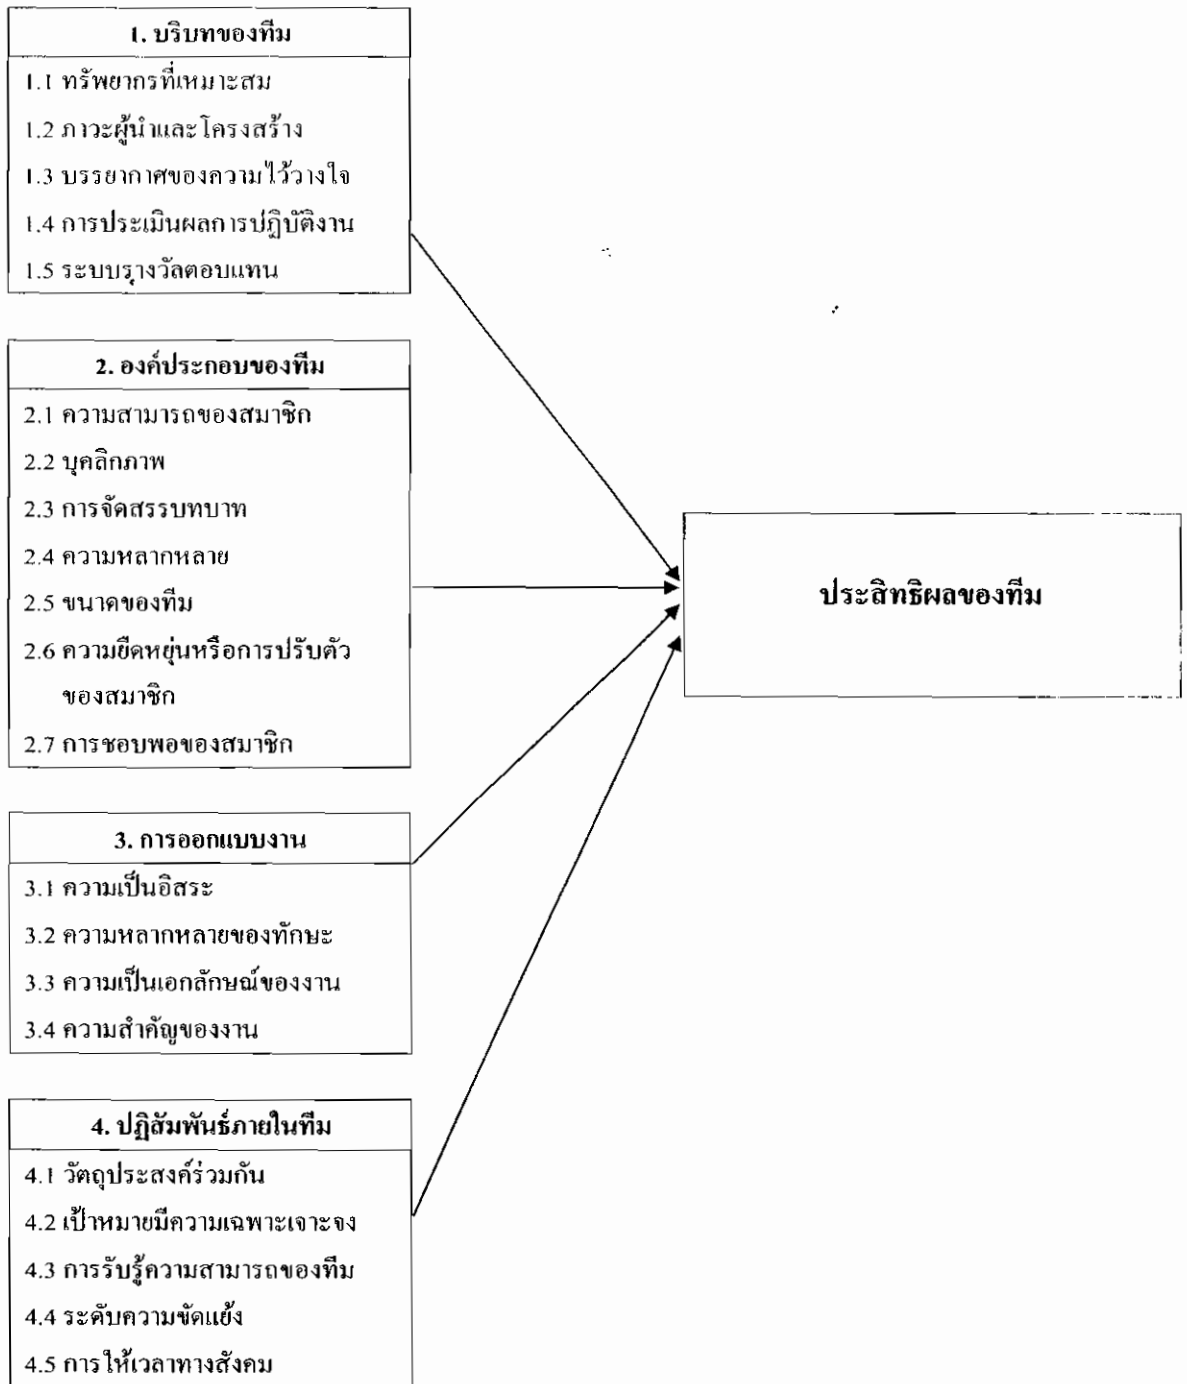 1. บริบทของทีม
1.1 ทรัพยากรที่เหมาะสม
1.2 ภาวะผู้นำและโครงสร้าง
1.3 บรรยากาศของความไว้วางใจ
1.4 การประเมินผลการปฏิบัติงาน
1.5 ระบบรางวัลตอบแทน
2. องค์ประกอบของทีม
2.1 ความสามารถของสมาชิก
2.2 บุคลิกภาพ
2.3 การจัดสรรบทบาท
2.4 ความหลากหลาย
2.5 ขนาดของทีม
2.6 ความยืดหยุ่นหรือการปรับตัว
ของสมาชิก
2.7 การชอบพอของสมาชิก
ประสิทธิผลของทีม
3. การออกแบบงาน
3.1 ความเป็นอิสระ
3.2 ความหลากหลายของทักษะ
3.3 ความเป็นเอกลักษณ์ของงาน
3.4 ความสำคัญของงาน
4. ปฏิสัมพันธ์ภายในทีม
4.1 วัตถุประสงค์ร่วมกัน
4.2 เป้าหมายมีความเฉพาะเจาะจง
4.3 การรับรู้ความสามารถของทีม
4.4 ระดับความขัดแย้ง
4.5 การให้เวลาทางสังคม